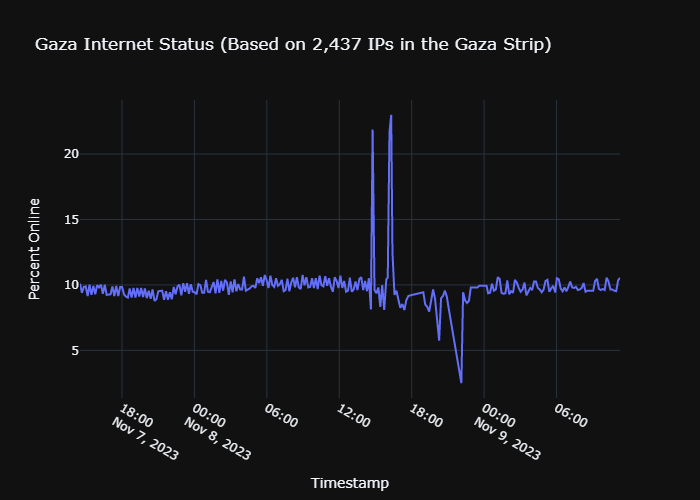 Gaza Internet Status (Based on 2,437 IPs in the Gaza Strip)
Percent Online
20
15
10
5
18:00
Nov 7, 2023
00:00
Nov 8, 2023
06:00
12:00
18:00
00:00
Nov 9, 2023
06:00
Timestamp